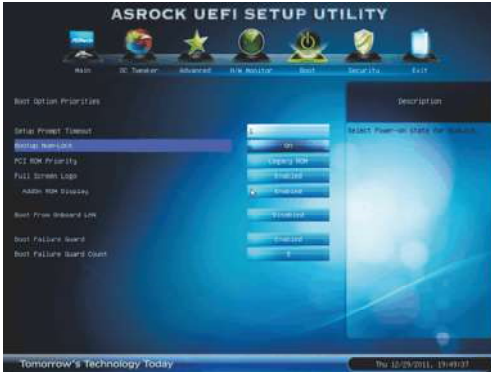 ASROCK UEFI SETUP UTILITY
Main
OC Tweaker
Advanced
H/W Monitor
Boot
Security
Exit
Boot Option Priorities
Description
Setup Prompt Timeout 1
Select Power-on state for NumLock.
Bootup Num-Lock On
PCI ROM Priority Legacy ROM
Full Screen Logo Enabled
AddOn ROM Display Enabled
Boot From Onboard LAN Disabled
Boot Failure Guard Enabled
Boot Failure Guard Count
Tomorrow's Technology Today
Thu 12/29/2011, 19:49:37